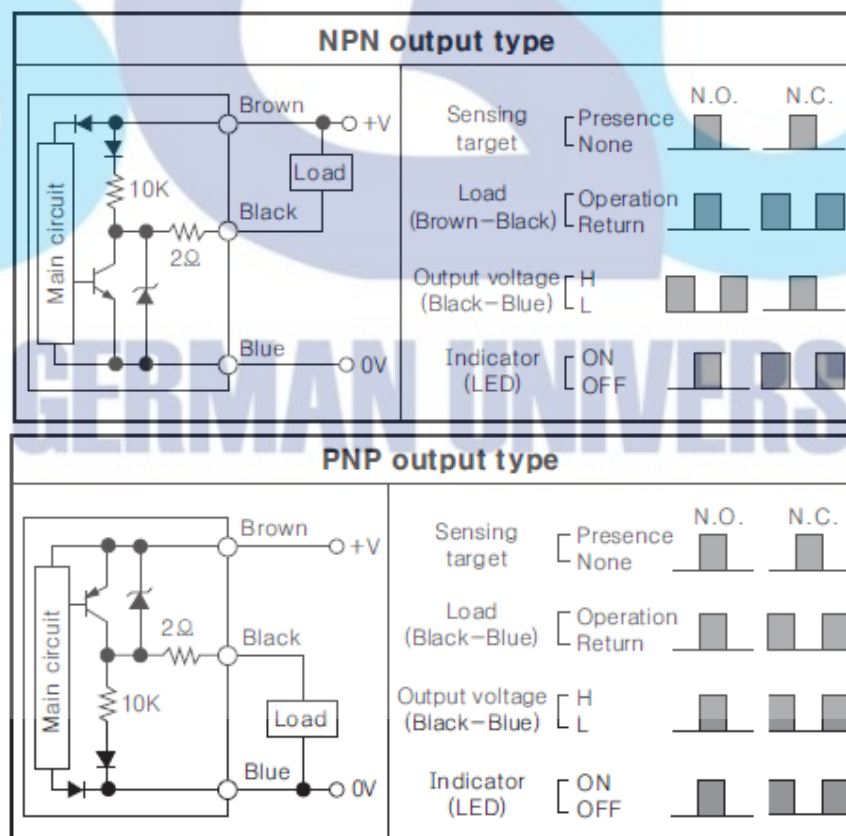 NPN output type
Brown
+V
Load
10K
Black
2Ω
Main circuit
Blue
0V
N.O. N.C.
Sensing target Presence None
Load (Brown-Black) Operation Return
Output voltage (Black-Blue) H L
Indicator (LED) ON OFF
GERMAN UNIVERS
PNP output type
Brown
+V
2Ω
Black
Main circuit
10K
Load
Blue
0V
N.O. N.C.
Sensing target Presence None
Load (Black-Blue) Operation Return
Output voltage (Black-Blue) H L
Indicator (LED) ON OFF